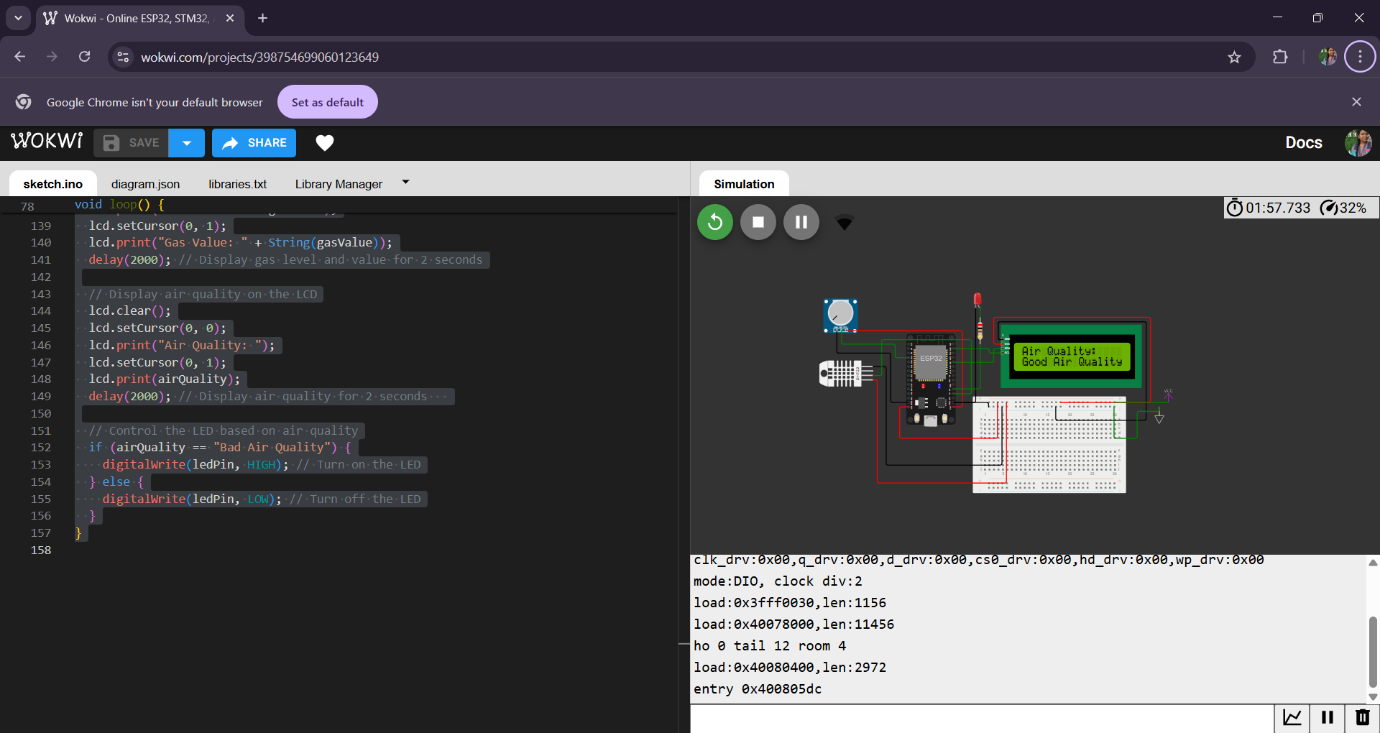 Wokwi - Online ESP32, STM32,
wokwi.com/projects/398754699060123649
Google Chrome isn't your default browser
Set as default
WOKWi
SAVE
SHARE
Docs
sketch.ino
diagram.json
libraries.txt
Library Manager
78 void loop() {
139 lcd.setCursor(0, 1);
140 lcd.print("Gas Value: " + String(gasValue));
141 delay(2000); // Display gas level and value for 2 seconds
142
143 // Display air quality on the LCD
144 lcd.clear();
145 lcd.setCursor(0, 0);
146 lcd.print("Air Quality: ");
147 lcd.setCursor(0, 1);
148 lcd.print(airQuality);
149 delay(2000); // Display air quality for 2 seconds
150
151 // Control the LED based on air quality
152 if (airQuality == "Bad Air Quality") {
153 digitalWrite(ledPin, HIGH); // Turn on the LED
154 } else {
155 digitalWrite(ledPin, LOW); // Turn off the LED
156 }
157 }
158
Simulation
01:57.733 32%
ESP32
Air Quality:
Good Air Quality
clk_drv:0x00,q_drv:0x00,d_drv:0x00,cs0_drv:0x00,hd_drv:0x00,wp_drv:0x00
mode:DIO, clock div:2
load:0x3fff0030,len:1156
load:0x40078000,len:11456
ho 0 tail 12 room 4
load:0x40080400,len:2972
entry 0x400805dc